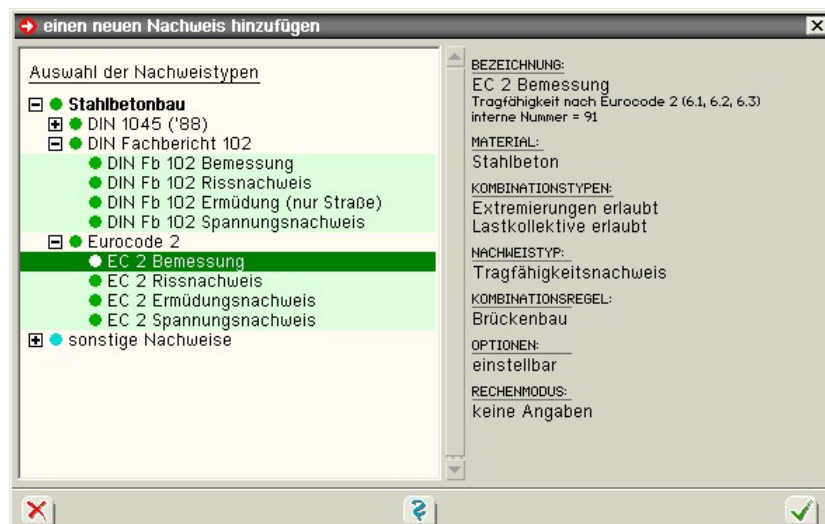 einen neuen Nachweis hinzufügen
Auswahl der Nachweistypen
Stahlbetonbau
DIN 1045 ('88)
DIN Fachbericht 102
DIN Fb 102 Bemessung
DIN Fb 102 Rissnachweis
DIN Fb 102 Ermüdung (nur Straße)
DIN Fb 102 Spannungsnachweis
Eurocode 2
EC 2 Bemessung
EC 2 Rissnachweis
EC 2 Ermüdungsnachweis
EC 2 Spannungsnachweis
sonstige Nachweise
BEZEICHNUNG:
EC 2 Bemessung
Tragfähigkeit nach Eurocode 2 (6.1, 6.2, 6.3)
interne Nummer = 91
MATERIAL:
Stahlbeton
KOMBINATIONSTYPEN:
Extremierungen erlaubt
Lastkollektive erlaubt
NACHWEISTYP:
Tragfähigkeitsnachweis
KOMBINATIONSREGEL:
Brückenbau
OPTIONEN:
einstellbar
RECHENMODUS:
keine Angaben